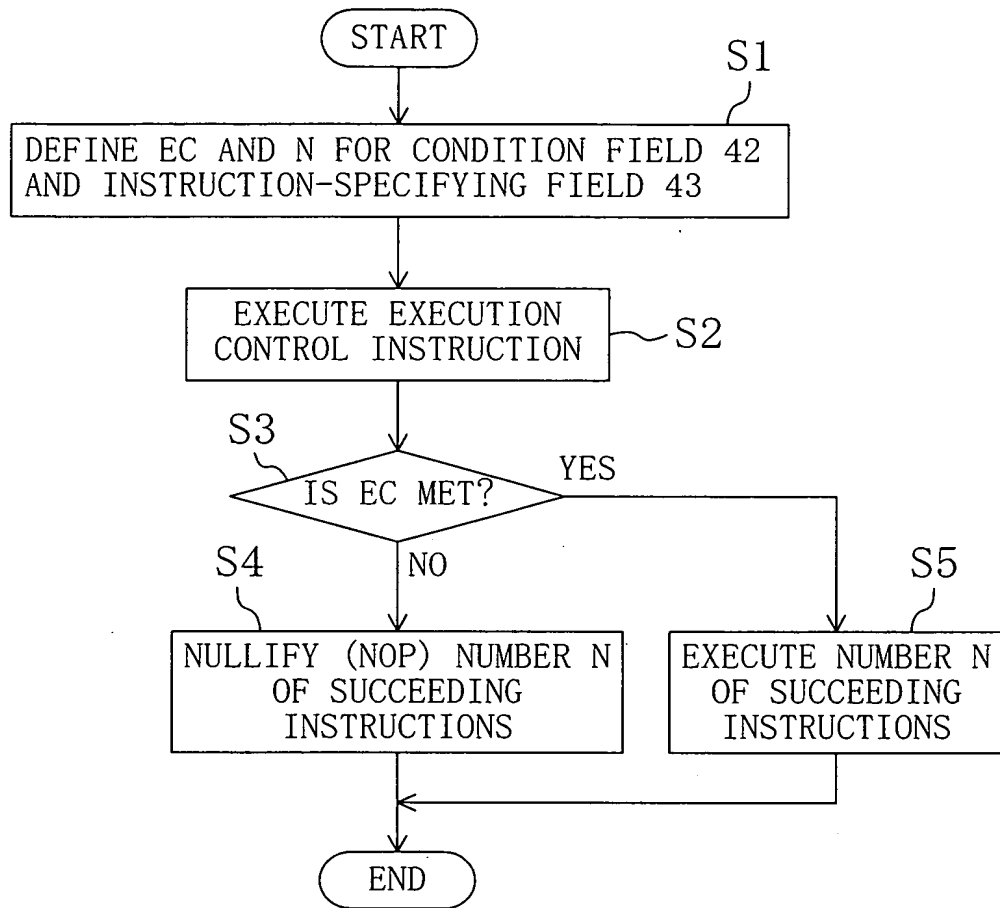 START
S1
DEFINE EC AND N FOR CONDITION FIELD 42
AND INSTRUCTION-SPECIFYING FIELD 43
EXECUTE EXECUTION
CONTROL INSTRUCTION
S2
S3
IS EC MET?
YES
NO
S4
NULLIFY (NOP) NUMBER N
OF SUCCEEDING
INSTRUCTIONS
S5
EXECUTE NUMBER N
OF SUCCEEDING
INSTRUCTIONS
END